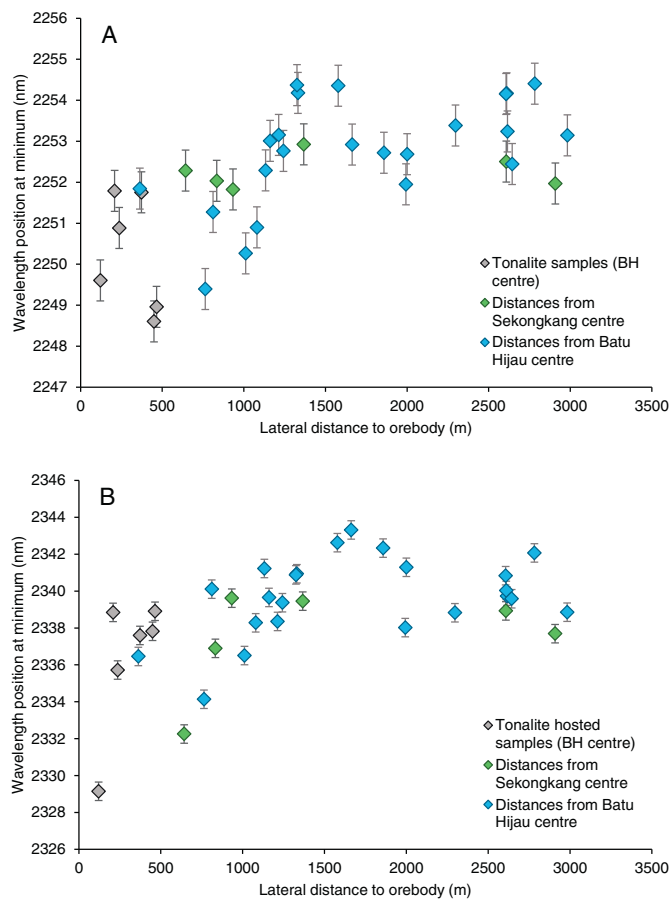 A
Wavelength position at minimum (nm)
2255
2254
2253
2252
2251
2250
2249
2248
2247
2256
Tonalite samples (BH
centre)
Distances from
Sekongkang centre
Distances from Batu
Hijau centre
0
500
1000
1500
2000
2500
3000
3500
Lateral distance to orebody (m)
B
Wavelength position at minimum (nm)
2346
2344
2342
2340
2338
2336
2334
2332
2330
2328
2326
Tonalite hosted
samples (BH centre)
Distances from
Sekongkang centre
Distances from Batu
Hijau centre
0
500
1000
1500
2000
2500
3000
3500
Lateral distance to orebody (m)